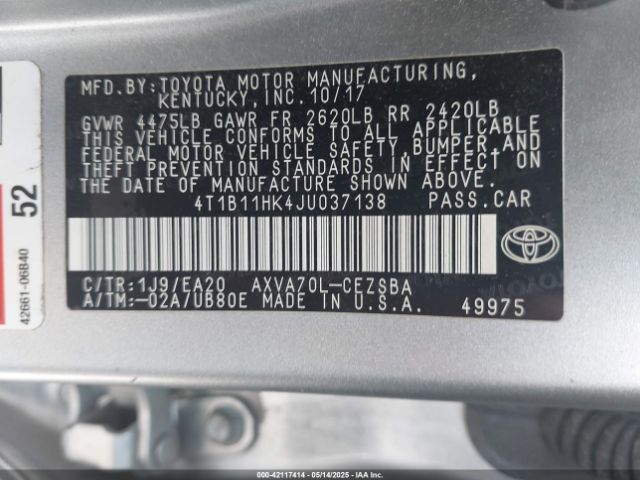 MFD.BY:TOYOTA MOTOR MANUFACTURING,
KENTUCKY, INC. 10/17
GVWR 4475LB GAWR FR 2620LB RR 2420LB
THIS VEHICLE CONFORMS TO ALL APPLICABLE
FEDERAL MOTOR VEHICLE SAFETY, BUMPER,AND
THEFT PREVENTION STANDARDS IN EFFECT ON
THE DATE OF MANUFACTURE SHOWN ABOVE.
4T1B11HK4JU037138 PASS.CAR
C/TR:1J9/EA20 AXVA70L-CEZSBA
A/TM:-02A/UB80E MADE IN U.S.A. 49975
52
42661-06840
000-42117414 - 05/14/2025 - IAAI.COM